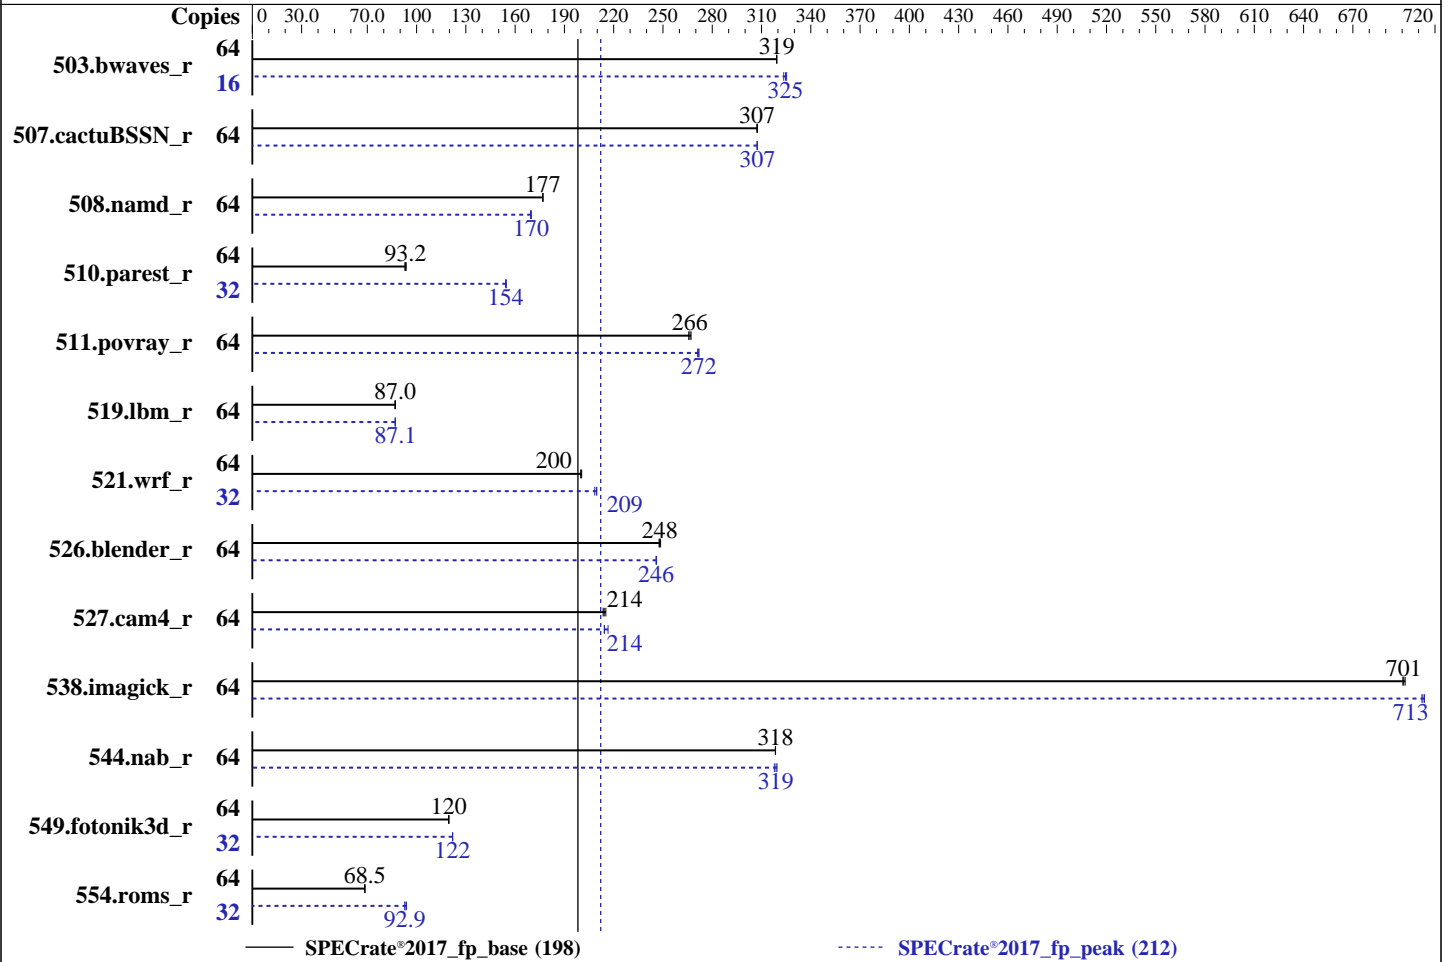 Copies 0 30.0 70.0 100 130 160 190 220 250 280 310 340 370 400 430 460 490 520 550 580 610 640 670 720
503.bwaves_r 64 319
16 325
507.cactuBSSN_r 64 307
307
508.namd_r 64 177
170
510.parest_r 64 93.2
32 154
511.povray_r 64 266
272
519.lbm_r 64 87.0
87.1
521.wrf_r 64 200
32 209
526.blender_r 64 248
246
527.cam4_r 64 214
214
538.imagick_r 64 701
713
544.nab_r 64 318
319
549.fotonik3d_r 64 120
32 122
554.roms_r 64 68.5
32 92.9
SPECrate®2017_fp_base (198) SPECrate®2017_fp_peak (212)